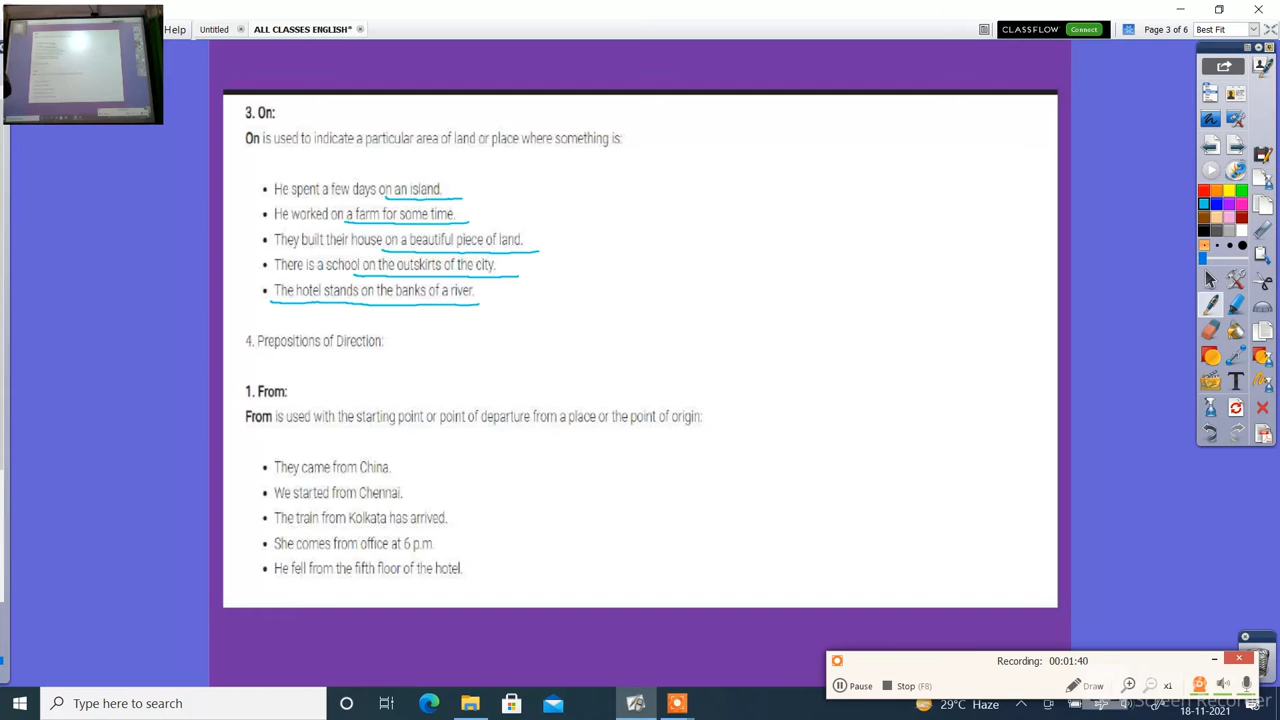 Help
Untitled
ALL CLASSES ENGLISH*
CLASSFLOW
Connect
Page 3 of 6
Best Fit
3. On:
On is used to indicate a particular area of land or place where something is:
• He spent a few days on an island.
• He worked on a farm for some time.
• They built their house on a beautiful piece of land.
• There is a school on the outskirts of the city.
• The hotel stands on the banks of a river.
4. Prepositions of Direction:
1. From:
From is used with the starting point or point of departure from a place or the point of origin:
• They came from China.
• We started from Chennai.
• The train from Kolkata has arrived.
• She comes from office at 6 p.m.
• He fell from the fifth floor of the hotel.
Recording: 00:01:40
Pause
Stop (F8)
Draw
x1
Screen Recorder
Type here to search
29°C Haze
18-11-2021